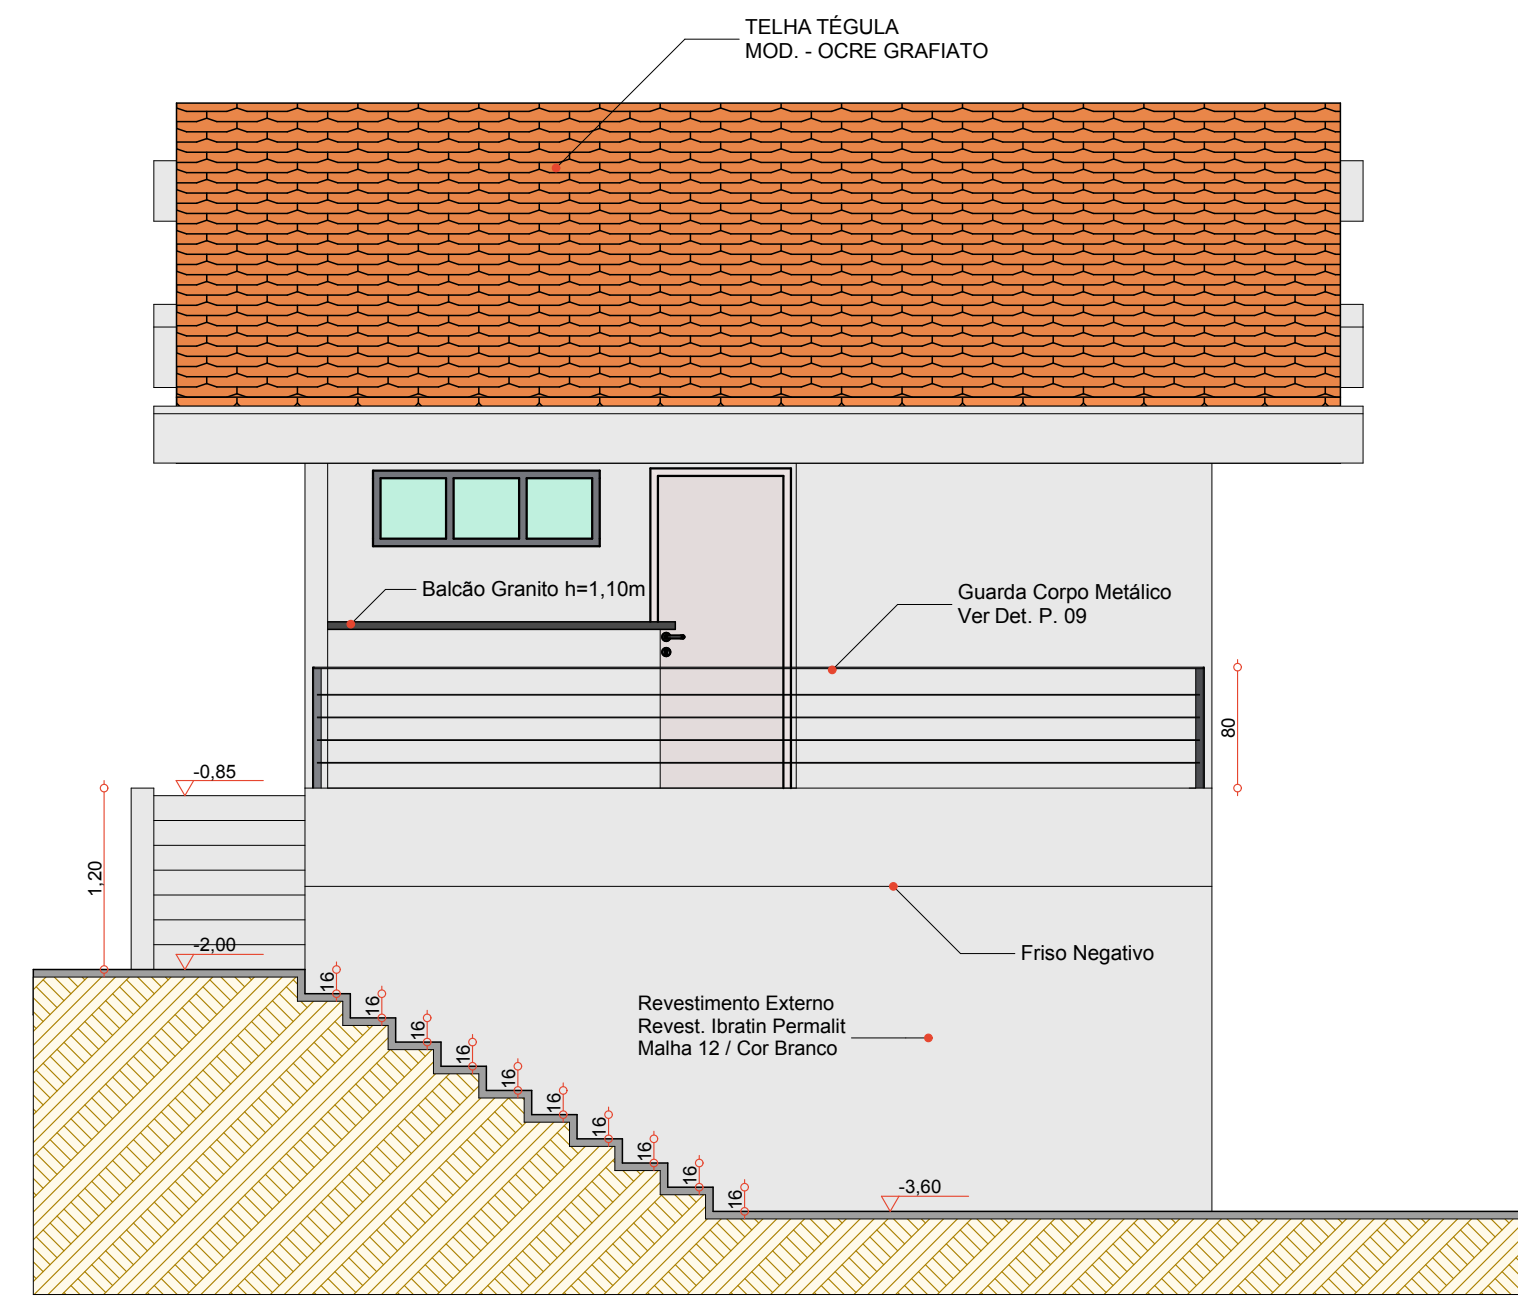 TELHA TÉGULA
MOD. - OCRE GRAFIATO
Balcão Granito h=1,10m
Guarda Corpo Metálico
Ver Det. P. 09
80
-0,85
1,20
-2,00
Friso Negativo
16
16
16
16
16
16
16
16
16
16
Revestimento Externo
Revest. Ibratin Permalit
Malha 12 / Cor Branco
-3,60